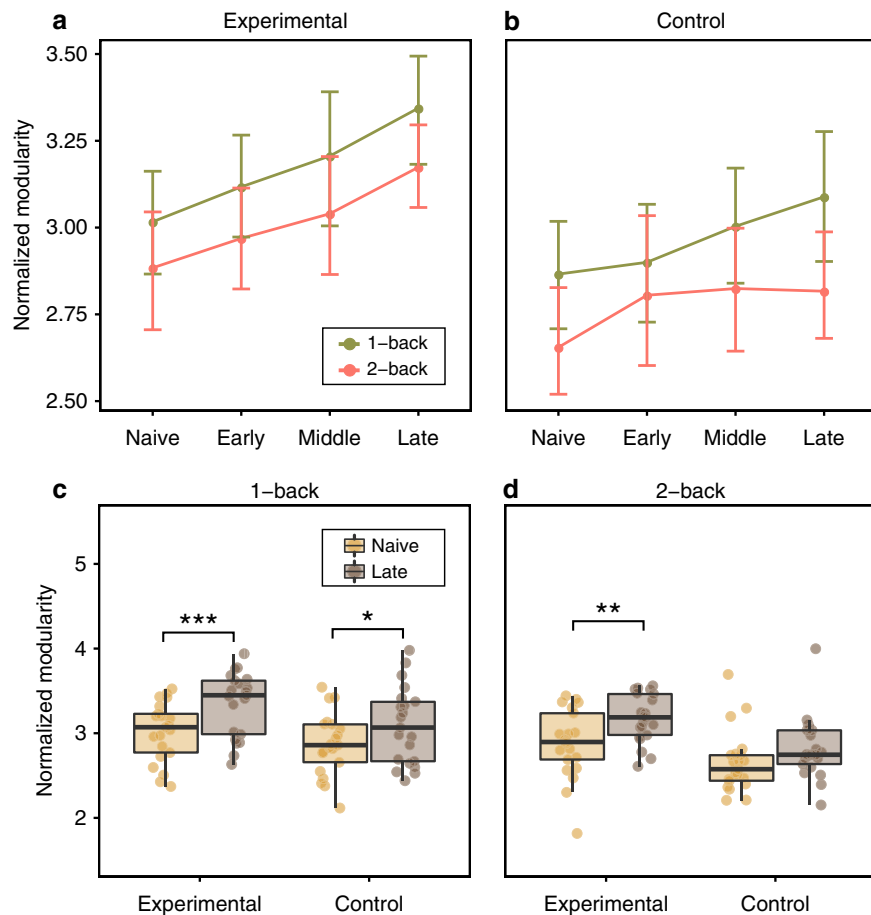 a
Experimental
b
Control
Normalized modularity
3.50
3.25
3.00
2.75
2.50
1−back
2−back
Naive
Early
Middle
Late
Naive
Early
Middle
Late
c
1−back
d
2−back
Normalized modularity
5
4
3
2
Naive
Late
***
*
**
Experimental
Control
Experimental
Control